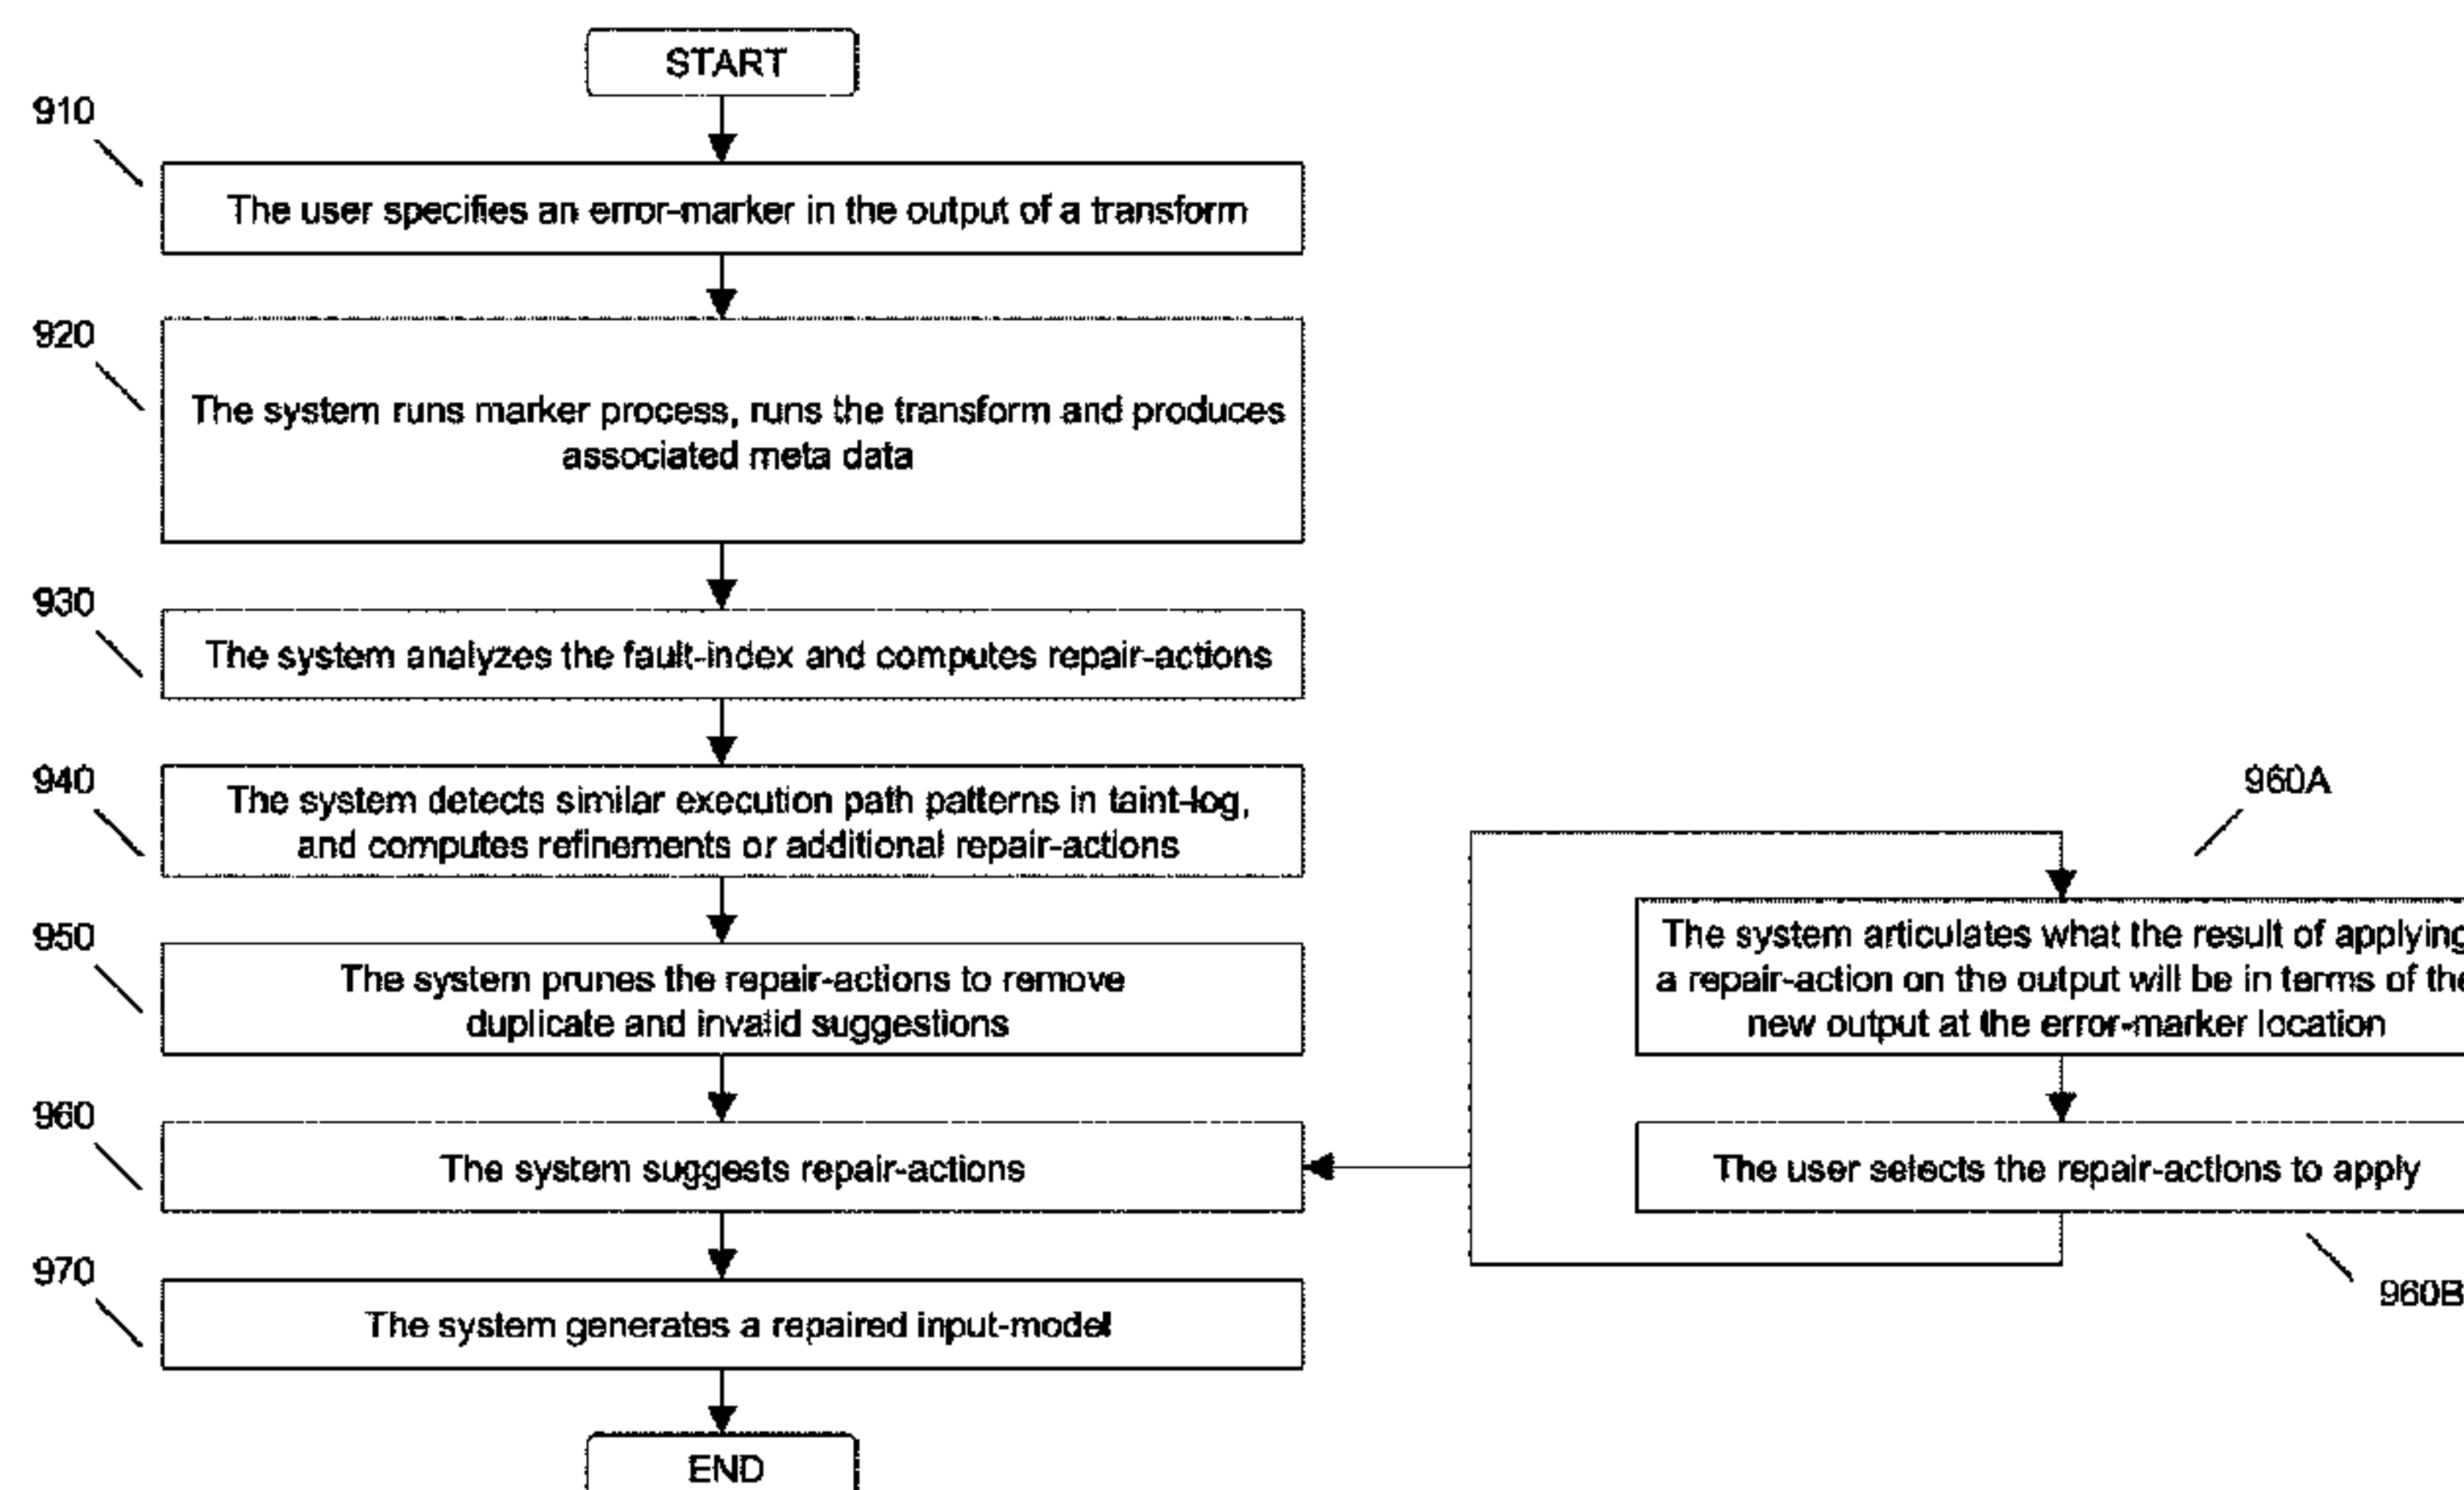 START
910
The user specifies an error-marker in the output of a transform
920
The system runs marker process, runs the transform and produces
associated meta data
930
The system analyzes the fault-index and computes repair-actions
940
The system detects similar execution path patterns in taint-log,
and computes refinements or additional repair-actions
950
The system prunes the repair-actions to remove
duplicate and invalid suggestions
960
The system suggests repair-actions
970
The system generates a repaired input-model
END
960A
The system articulates what the result of applying
a repair-action on the output will be in terms of the
new output at the error-marker location
The user selects the repair-actions to apply
960B